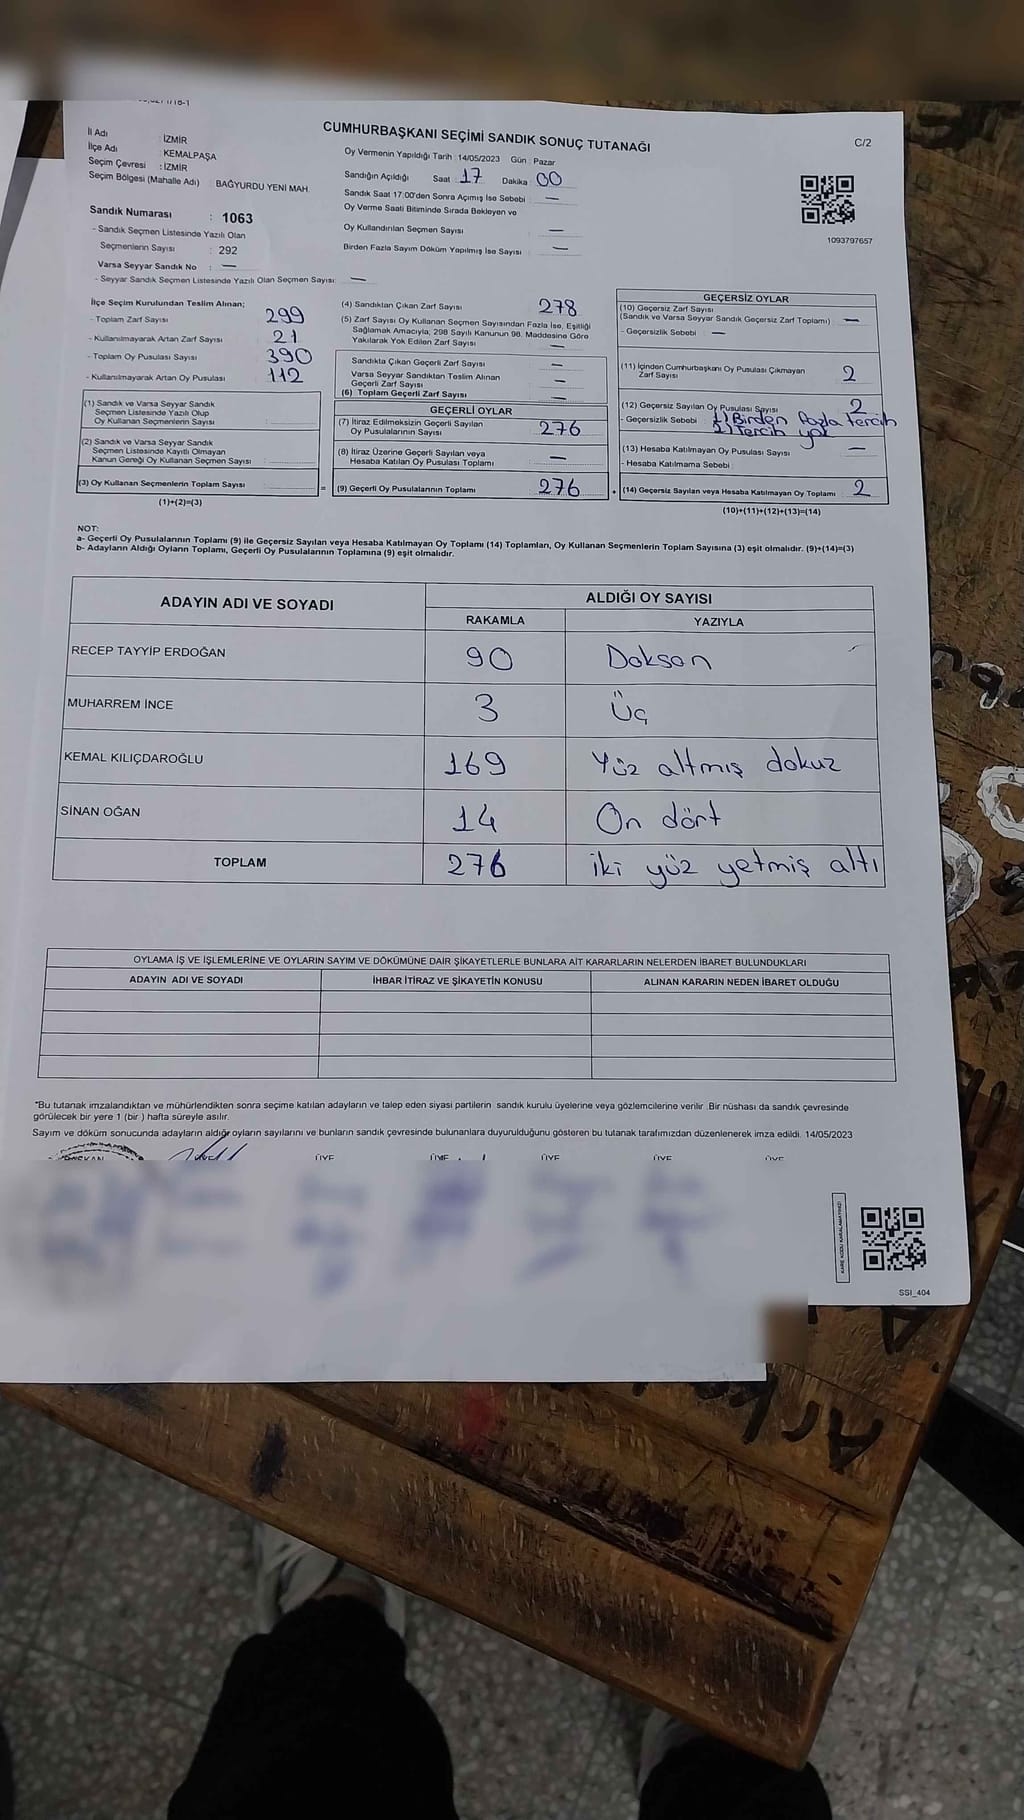 C/2
CUMHURBAŞKANI SEÇİMİ SANDIK SONUÇ TUTANAĞI
İl Adı : İZMİR
İlçe Adı : KEMALPAŞA
Seçim Çevresi : İZMİR
Seçim Bölgesi (Mahalle Adı) : BAĞYURDU YENİ MAH.
Sandık Numarası : 1063
- Sandık Seçmen Listesinde Yazılı Olan
Seçmenlerin Sayısı : 292
Varsa Seyyar Sandık No : —
- Seyyar Sandık Seçmen Listesinde Yazılı Olan Seçmen Sayısı: —
Oy Vermenin Yapıldığı Tarih : 14/05/2023 Gün : Pazar
Sandığın Açıldığı Saat : 17 Dakika : 00
Sandık Saat 17:00'den Sonra Açımış İse Sebebi : —
Oy Verme Saati Bitiminde Sırada Bekleyen ve
Oy Kullandırılan Seçmen Sayısı : —
Birden Fazla Sayım Döküm Yapılmış İse Sayısı : —
1093797657
İlçe Seçim Kurulundan Teslim Alınan;
- Toplam Zarf Sayısı : 299
- Kullanılmayarak Artan Zarf Sayısı : 21
- Toplam Oy Pusulası Sayısı : 390
- Kullanılmayarak Artan Oy Pusulası : 112
(1) Sandık ve Varsa Seyyar Sandık
Seçmen Listesinde Yazılı Olup
Oy Kullanan Seçmenlerin Sayısı :
(2) Sandık ve Varsa Seyyar Sandık
Seçmen Listesinde Kayıtlı Olmayan
Kanun Gereği Oy Kullanan Seçmen Sayısı :
(3) Oy Kullanan Seçmenlerin Toplam Sayısı :
(1)+(2)=(3)
(4) Sandıktan Çıkan Zarf Sayısı : 278
(5) Zarf Sayısı Oy Kullanan Seçmen Sayısından Fazla İse, Eşitliği
Sağlamak Amacıyla, 298 Sayılı Kanunun 98. Maddesine Göre
Yakılarak Yok Edilen Zarf Sayısı : —
Sandıkta Çıkan Geçerli Zarf Sayısı : —
Varsa Seyyar Sandıktan Teslim Alınan
Geçerli Zarf Sayısı : —
(6) Toplam Geçerli Zarf Sayısı : —
GEÇERLİ OYLAR
(7) İtiraz Edilmeksizin Geçerli Sayılan
Oy Pusulalarının Sayısı : 276
(8) İtiraz Üzerine Geçerli Sayılan veya
Hesaba Katılan Oy Pusulası Toplamı : —
= (9) Geçerli Oy Pusulalarının Toplamı : 276
GEÇERSİZ OYLAR
(10) Geçersiz Zarf Sayısı
(Sandık ve Varsa Seyyar Sandık Geçersiz Zarf Toplamı) : —
- Geçersizlik Sebebi : —
(11) İçinden Cumhurbaşkanı Oy Pusulası Çıkmayan
Zarf Sayısı : 2
(12) Geçersiz Sayılan Oy Pusulası Sayısı : 2
- Geçersizlik Sebebi : 1) Birden fazla tercih
2) Tercih yok
(13) Hesaba Katılmayan Oy Pusulası Sayısı : —
- Hesaba Katılmama Sebebi :
(14) Geçersiz Sayılan veya Hesaba Katılmayan Oy Toplamı : 2
(10)+(11)+(12)+(13)=(14)
NOT:
a- Geçerli Oy Pusulalarının Toplamı (9) ile Geçersiz Sayılan veya Hesaba Katılmayan Oy Toplamı (14) Toplamları, Oy Kullanan Seçmenlerin Toplam Sayısına (3) eşit olmalıdır. (9)+(14)=(3)
b- Adayların Aldığı Oyların Toplamı, Geçerli Oy Pusulalarının Toplamına (9) eşit olmalıdır.
ADAYIN ADI VE SOYADI ALDIĞI OY SAYISI
RAKAMLA YAZIYLA
RECEP TAYYİP ERDOĞAN 90 Doksan
MUHARREM İNCE 3 Üç
KEMAL KILIÇDAROĞLU 169 Yüz altmış dokuz
SİNAN OĞAN 14 On dört
TOPLAM 276 iki yüz yetmiş altı
OYLAMA İŞ VE İŞLEMLERİNE VE OYLARIN SAYIM VE DÖKÜMÜNE DAİR ŞİKAYETLERLE BUNLARA AİT KARARLARIN NELERDEN İBARET BULUNDUKLARI
ADAYIN ADI VE SOYADI İHBAR İTİRAZ VE ŞİKAYETİN KONUSU ALINAN KARARIN NEDEN İBARET OLDUĞU
"Bu tutanak imzalandıktan ve mühürlendikten sonra seçime katılan adayların ve talep eden siyasi partilerin sandık kurulu üyelerine veya gözlemcilerine verilir. Bir nüshası da sandık çevresinde
görülecek bir yere 1 (bir ) hafta süreyle asılır.
Sayım ve döküm sonucunda adayların aldığı oyların sayılarını ve bunların sandık çevresinde bulunanlara duyurulduğunu gösteren bu tutanak tarafımızdan düzenlenerek imza edildi. 14/05/2023
BAŞKAN ÜYE ÜYE ÜYE ÜYE ÜYE ÜYE
SSI_404